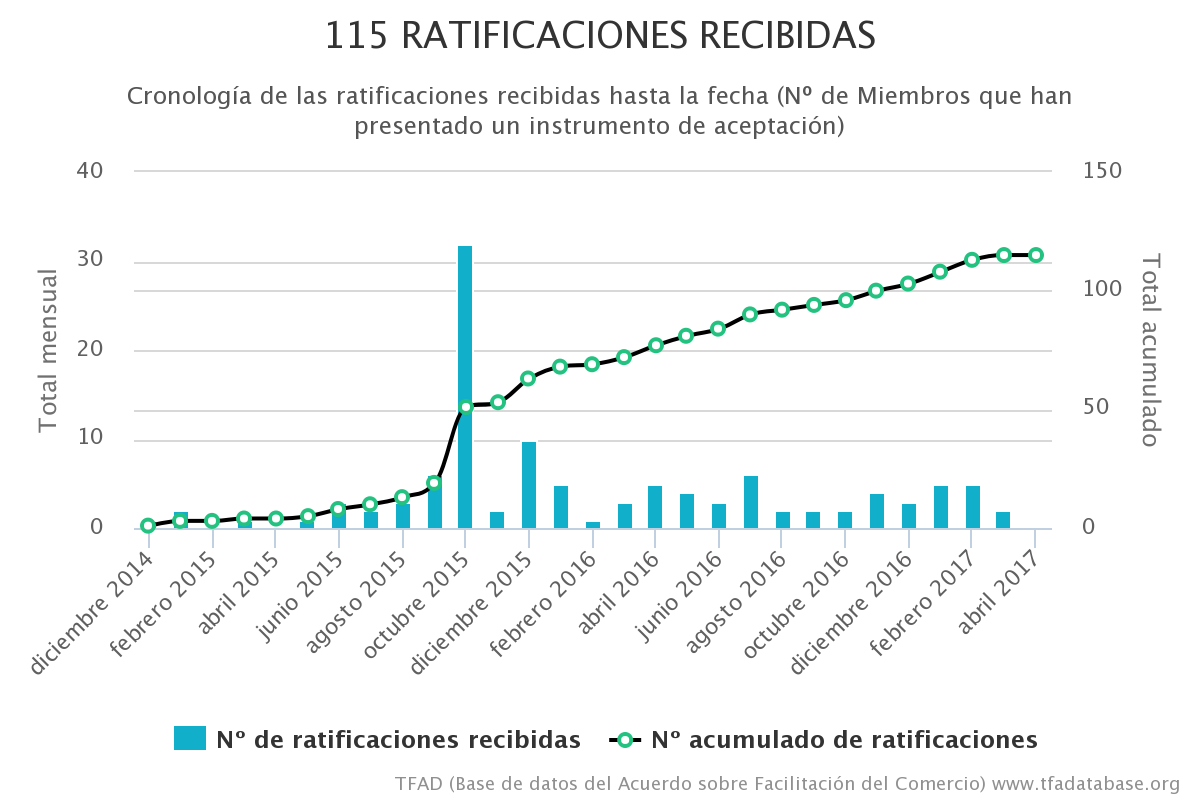 115 RATIFICACIONES RECIBIDAS
Cronología de las ratificaciones recibidas hasta la fecha (Nº de Miembros que han
presentado un instrumento de aceptación)
40
30
20
10
0
Total mensual
150
100
50
0
Total acumulado
diciembre 2014
febrero 2015
abril 2015
junio 2015
agosto 2015
octubre 2015
diciembre 2015
febrero 2016
abril 2016
junio 2016
agosto 2016
octubre 2016
diciembre 2016
febrero 2017
abril 2017
Nº de ratificaciones recibidas
Nº acumulado de ratificaciones
TFAD (Base de datos del Acuerdo sobre Facilitación del Comercio) www.tfadatabase.org